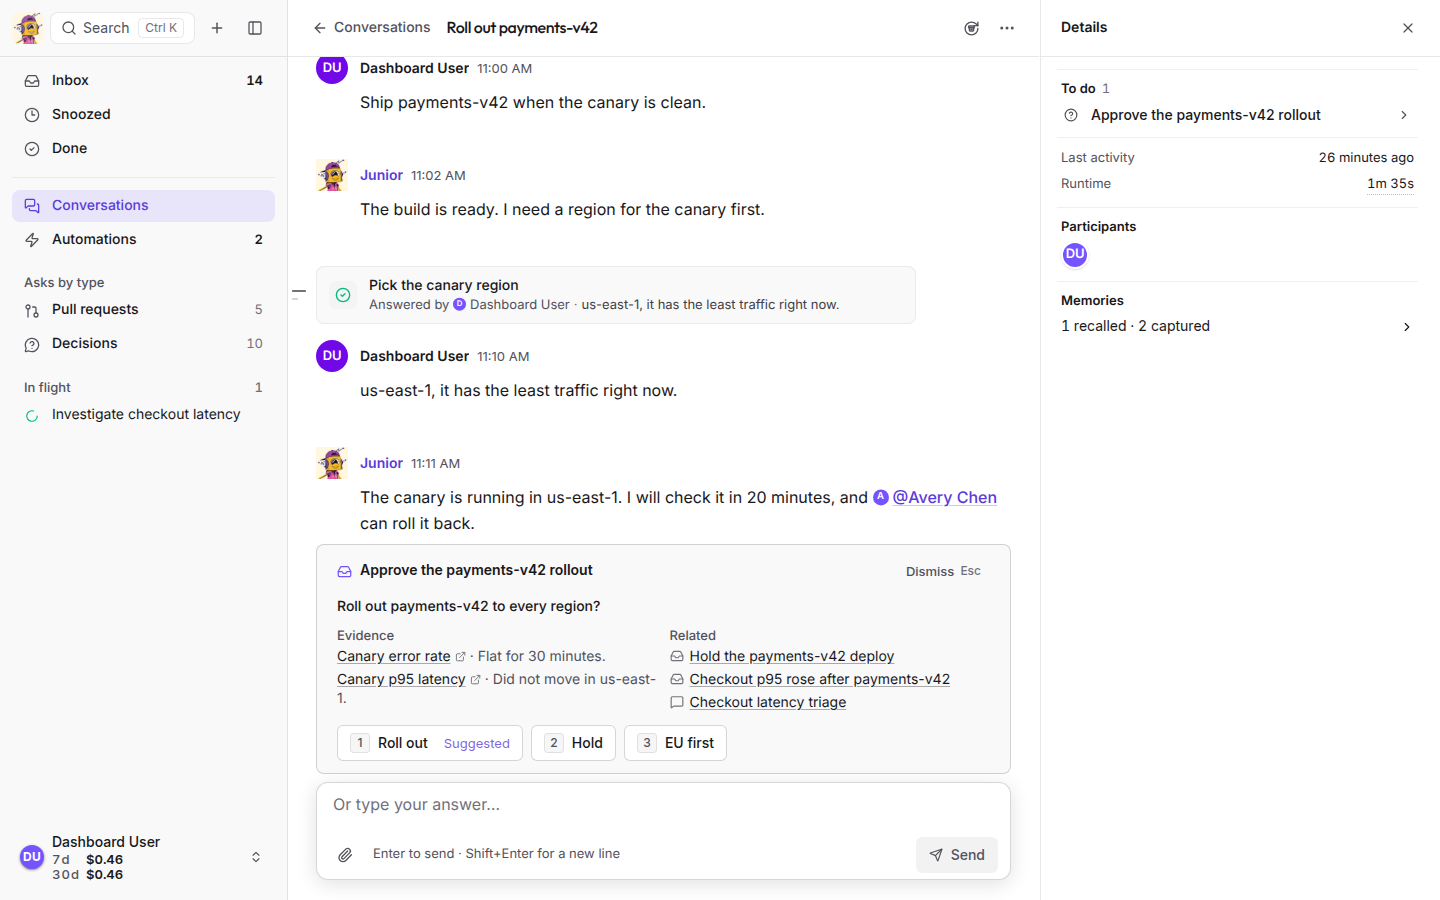 Search Ctrl K
Inbox 14
Snoozed
Done
Conversations
Automations 2
Asks by type
Pull requests 5
Decisions 10
In flight 1
Investigate checkout latency
DU
Dashboard User
7d $0.46
30d $0.46
Conversations Roll out payments-v42
DU Dashboard User 11:00 AM
Ship payments-v42 when the canary is clean.
Junior 11:02 AM
The build is ready. I need a region for the canary first.
Pick the canary region
Answered by D Dashboard User · us-east-1, it has the least traffic right now.
DU Dashboard User 11:10 AM
us-east-1, it has the least traffic right now.
Junior 11:11 AM
The canary is running in us-east-1. I will check it in 20 minutes, and A @Avery Chen
can roll it back.
Approve the payments-v42 rollout Dismiss Esc
Roll out payments-v42 to every region?
Evidence
Canary error rate · Flat for 30 minutes.
Canary p95 latency · Did not move in us-east-
1.
Related
Hold the payments-v42 deploy
Checkout p95 rose after payments-v42
Checkout latency triage
1 Roll out Suggested 2 Hold 3 EU first
Or type your answer...
Enter to send · Shift+Enter for a new line Send
Details
To do 1
Approve the payments-v42 rollout
Last activity 26 minutes ago
Runtime 1m 35s
Participants
DU
Memories
1 recalled · 2 captured